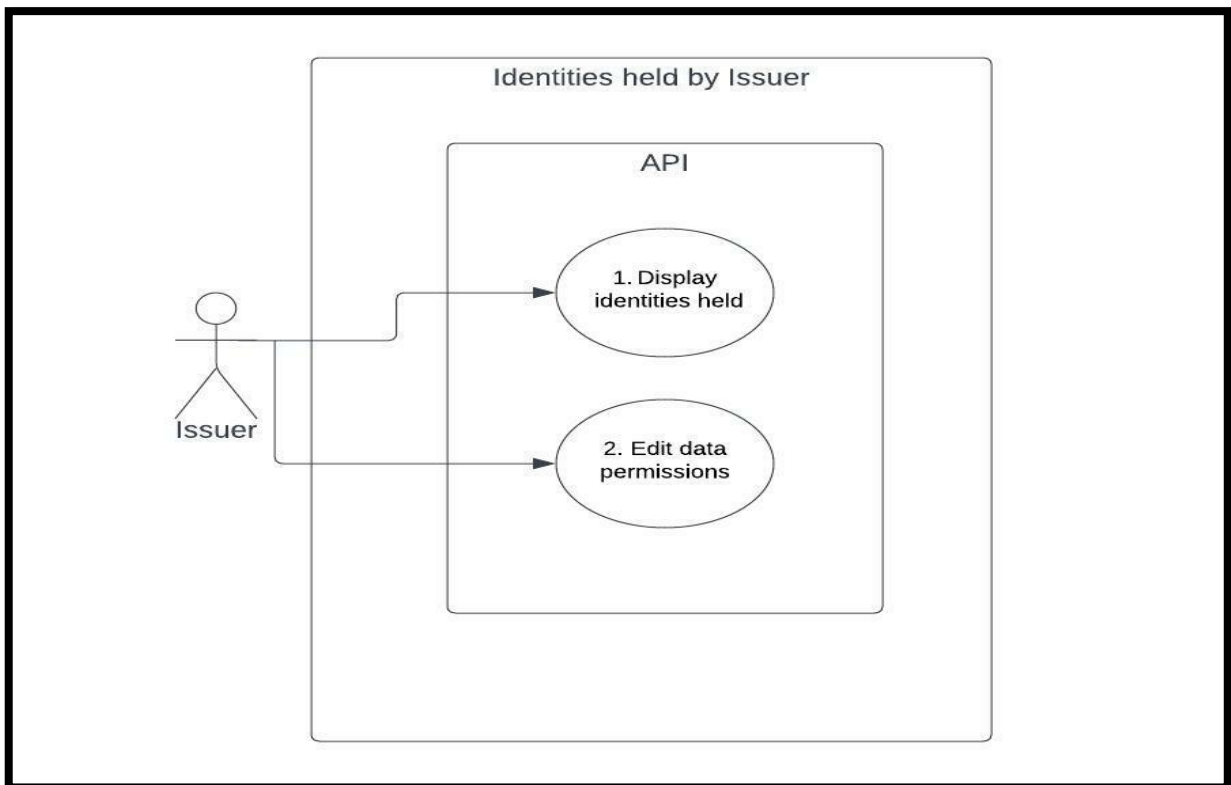 Identities held by Issuer
API
1. Display
identities held
Issuer
2. Edit data
permissions